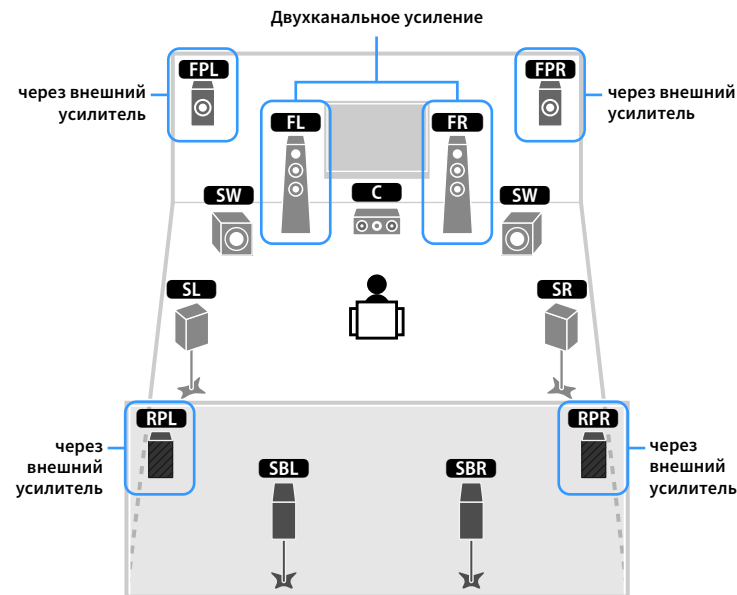 Двухканальное усиление
FPL
FPR
через внешний
усилитель
через внешний
усилитель
FL
FR
SW
C
SW
SL
SR
RPL
RPR
через
внешний
усилитель
через
внешний
усилитель
SBL
SBR